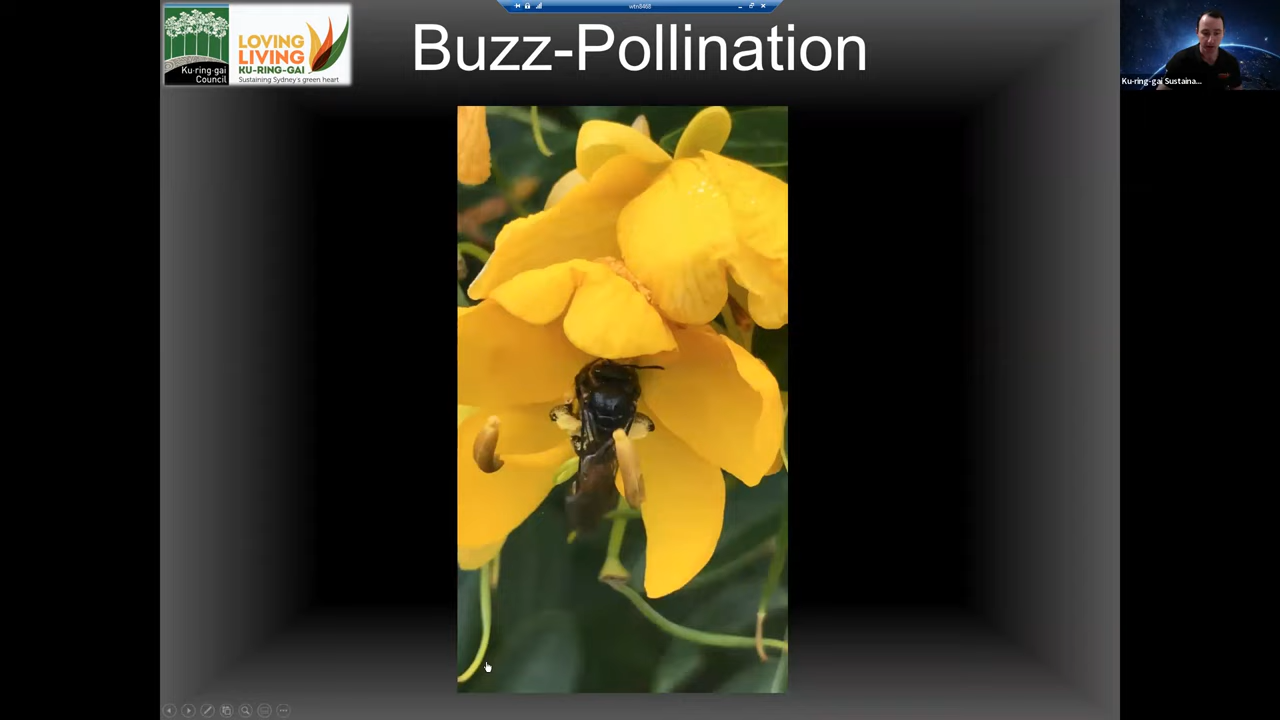 wtn8468
Buzz-Pollination
Ku-ring-gai
Council
LOVING
LIVING
KU-RING-GAI
Sustaining Sydney's green heart
Ku-ring-gai Sustaina...